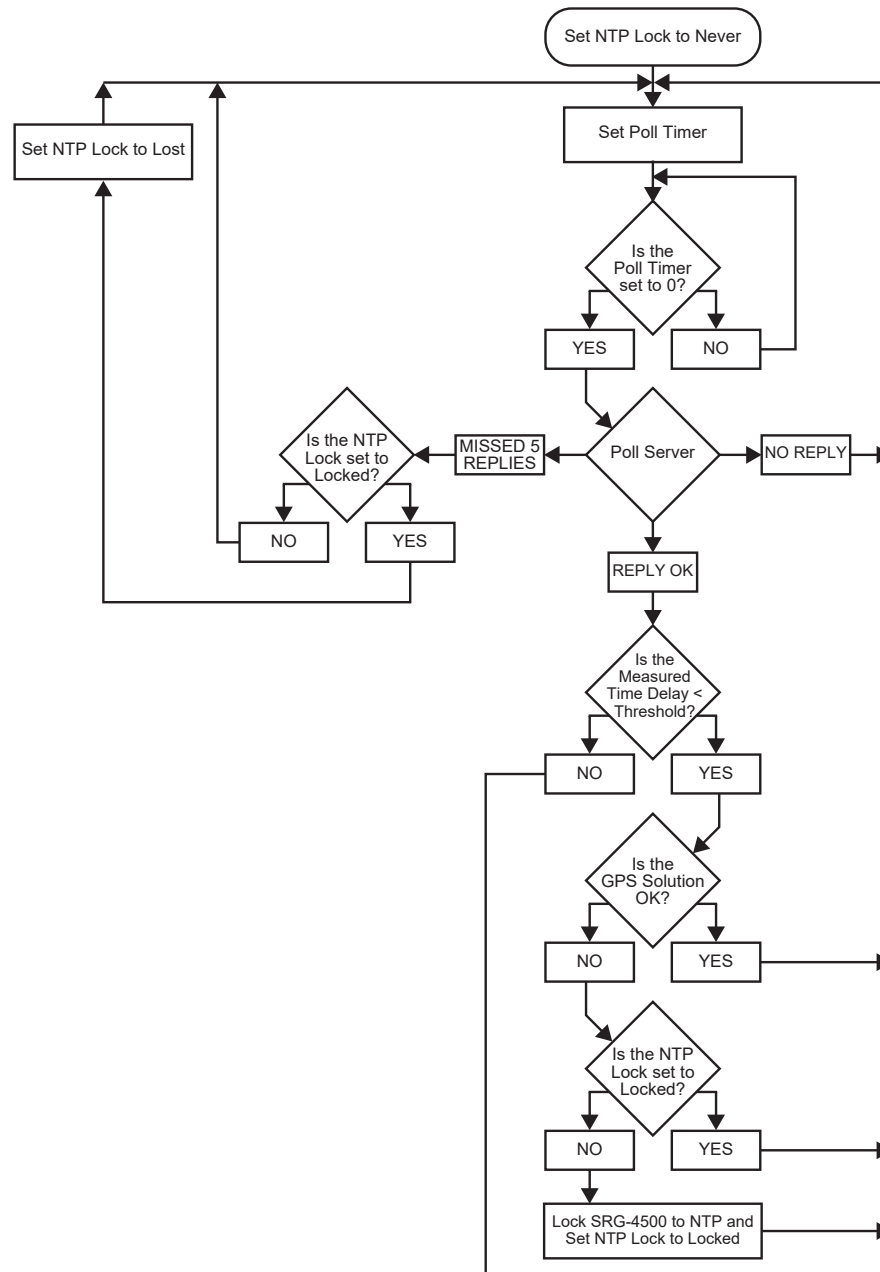 Set NTP Lock to Never
Set Poll Timer
Set NTP Lock to Lost
Is the
Poll Timer
set to 0?
YES
NO
Is the NTP
Lock set to
Locked?
MISSED 5
REPLIES
Poll Server
NO REPLY
NO
YES
REPLY OK
Is the
Measured
Time Delay <
Threshold?
NO
YES
Is the
GPS Solution
OK?
NO
YES
Is the NTP
Lock set to
Locked?
NO
YES
Lock SRG-4500 to NTP and
Set NTP Lock to Locked